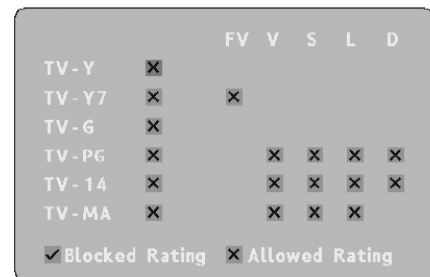 FV V S L D
TV-Y
TV-Y7
TV-G
TV-PG
TV-14
TV-MA
Blocked Rating Allowed Rating